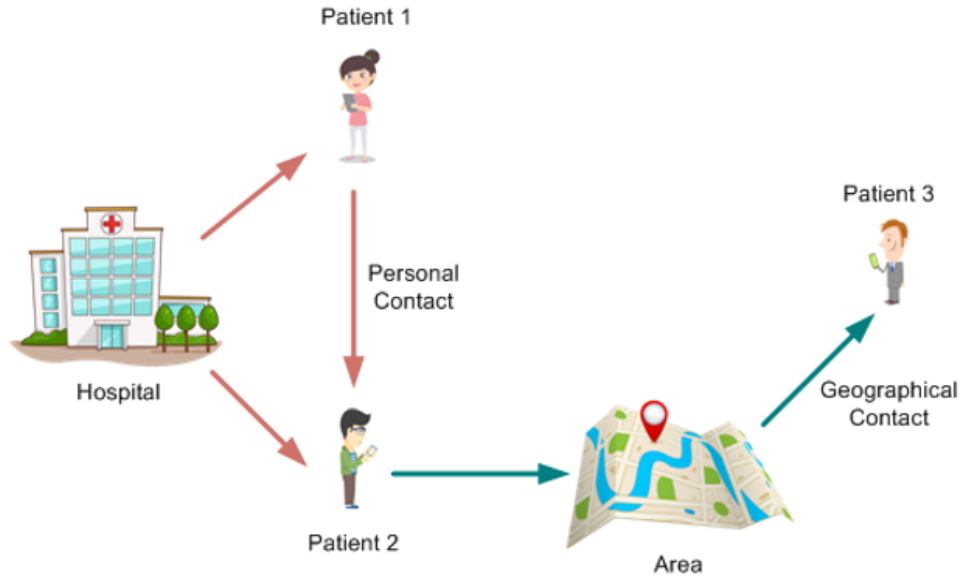 Patient 1
Patient 3
Personal
Contact
Hospital
Geographical
Contact
Patient 2
Area